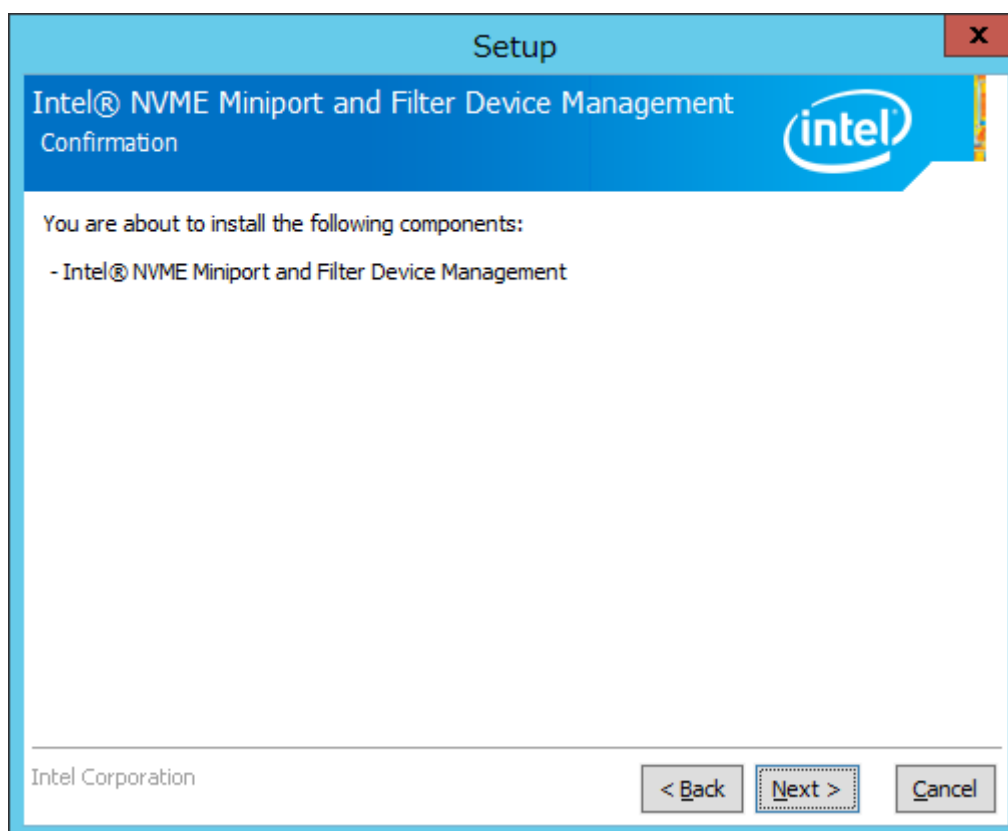 Setup
x
Intel® NVME Miniport and Filter Device Management
Confirmation
intel
You are about to install the following components:
- Intel® NVME Miniport and Filter Device Management
Intel Corporation
< Back
Next >
Cancel